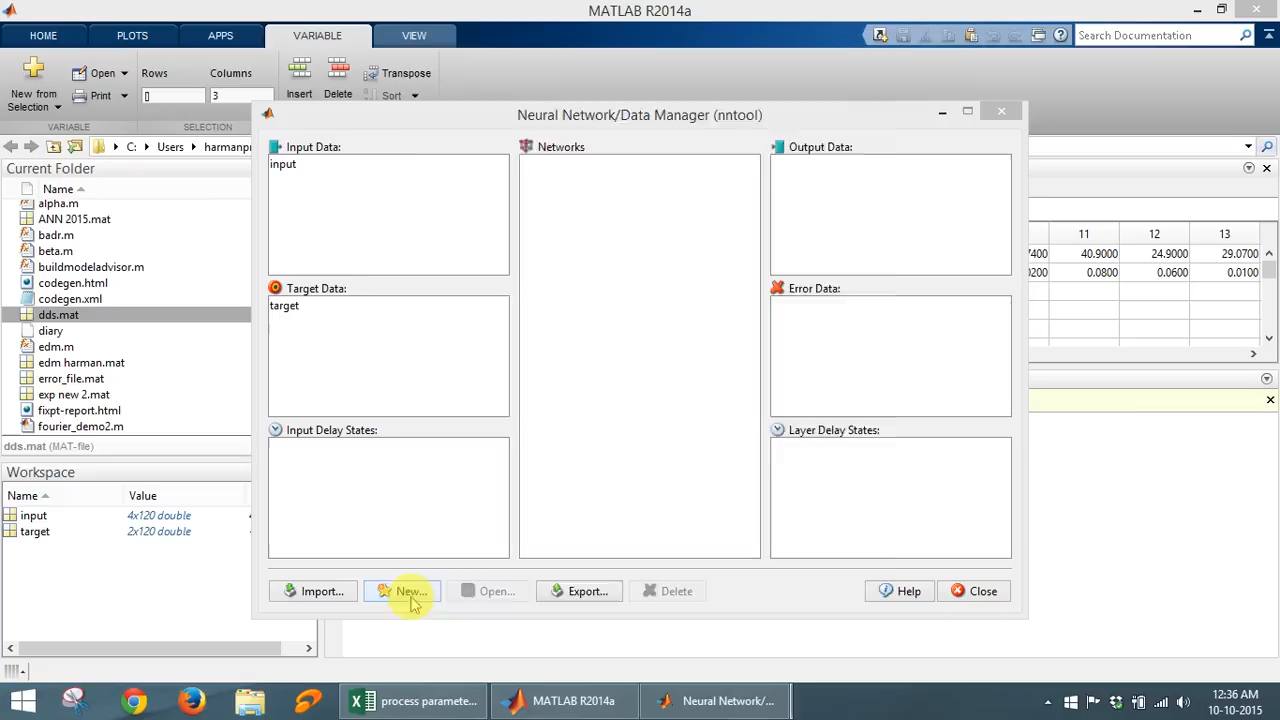 MATLAB R2014a
HOME PLOTS APPS VARIABLE VIEW
Search Documentation
New from
Selection
Open
Print
Rows
Columns
3
Insert
Delete
Transpose
Sort
VARIABLE
SELECTION
C: Users harmanpr
Current Folder
Name
alpha.m
ANN 2015.mat
badr.m
beta.m
buildmodeladvisor.m
codegen.html
codegen.xml
dds.mat
diary
edm.m
edm harman.mat
error_file.mat
exp new 2.mat
fixpt-report.html
fourier_demo2.m
dds.mat (MAT-file)
Workspace
Name Value
input 4x120 double
target 2x120 double
Neural Network/Data Manager (nntool)
Input Data:
input
Target Data:
target
Input Delay States:
Networks
Output Data:
Error Data:
Layer Delay States:
Import... New... Open... Export... Delete Help Close
11 12 13
7400 40.9000 24.9000 29.0700
0200 0.0800 0.0600 0.0100
process paramete...
MATLAB R2014a
Neural Network/...
12:36 AM
10-10-2015